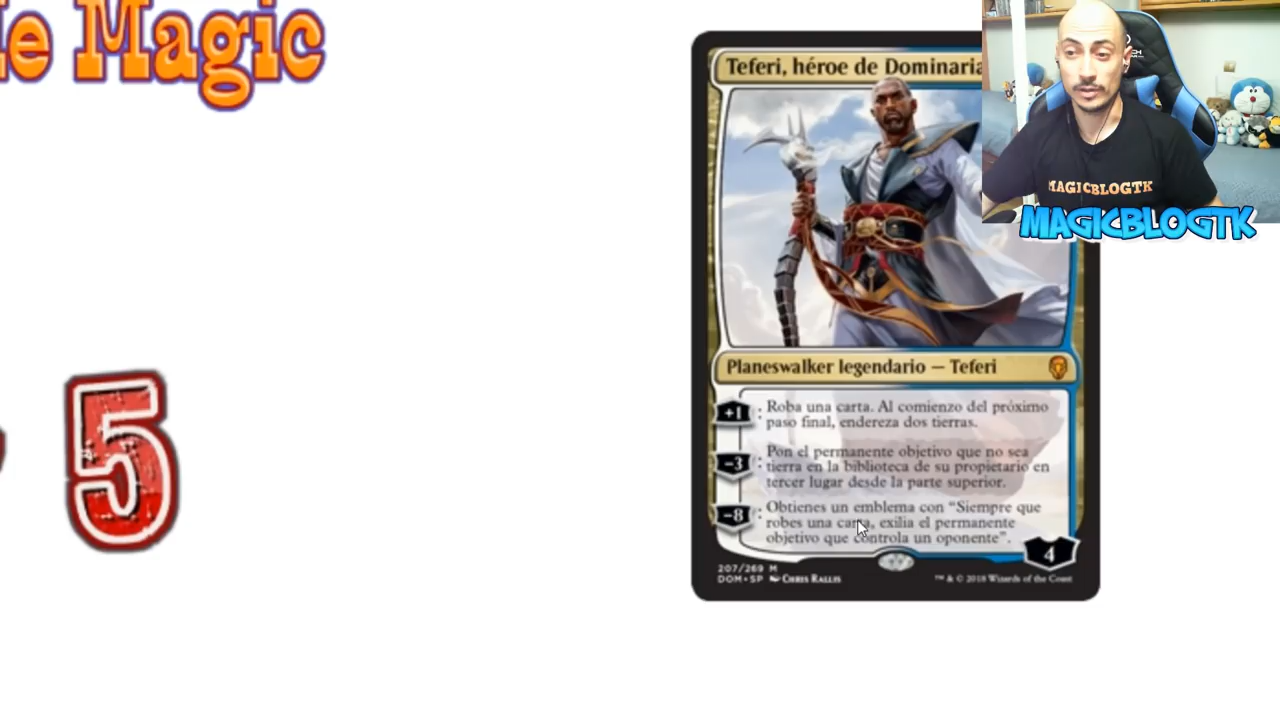 le Magic
5
Teferi, héroe de Dominaria
Planeswalker legendario — Teferi
+1: Roba una carta. Al comienzo del próximo
paso final, endereza dos tierras.
-3: Pon el permanente objetivo que no sea
tierra en la biblioteca de su propietario en
tercer lugar desde la parte superior.
-8: Obtienes un emblema con “Siempre que
robes una carta, exilia el permanente
objetivo que controla un oponente”.
4
207/269 M
DOM • SP Chris Rallis
™ & © 2018 Wizards of the Coast
MAGICBLOGTK
MAGICBLOGTK